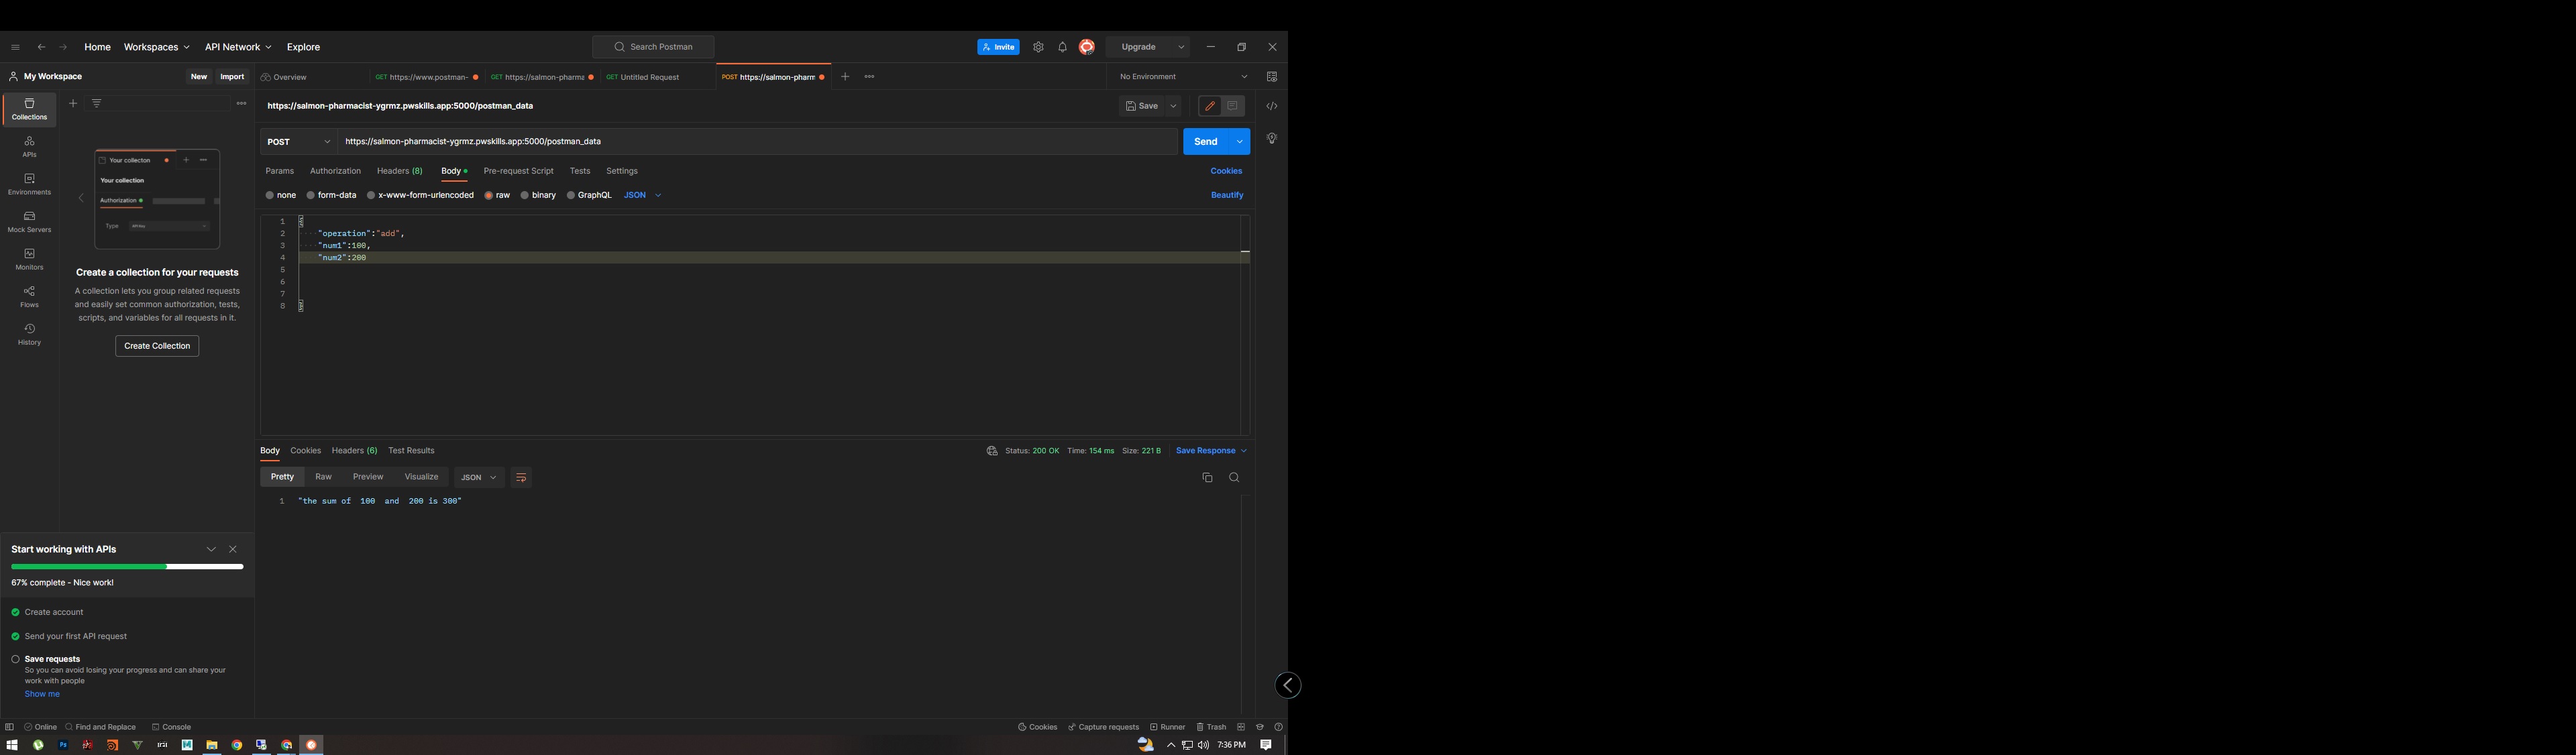 Home Workspaces API Network Explore Search Postman Invite Upgrade
My Workspace New Import Overview GET https://www.postman- GET https://salmon-pharma GET Untitled Request POST https://salmon-pharm No Environment
https://salmon-pharmacist-ygrmz.pwskills.app:5000/postman_data Save
POST https://salmon-pharmacist-ygrmz.pwskills.app:5000/postman_data Send
Params Authorization Headers (8) Body Pre-request Script Tests Settings Cookies
none form-data x-www-form-urlencoded raw binary GraphQL JSON Beautify
1 {
2 "operation":"add",
3 "num1":100,
4 "num2":200
5
6
7
8 }
Collections
APIs
Environments
Mock Servers
Monitors
Flows
History
Your collection
Your collection
Authorization
Type API Key
Create a collection for your requests
A collection lets you group related requests
and easily set common authorization, tests,
scripts, and variables for all requests in it.
Create Collection
Body Cookies Headers (6) Test Results Status: 200 OK Time: 154 ms Size: 221 B Save Response
Pretty Raw Preview Visualize JSON
1 "the sum of  100  and  200 is 300"
Start working with APIs
67% complete - Nice work!
Create account
Send your first API request
Save requests
So you can avoid losing your progress and can share your
work with people
Show me
Online Find and Replace Console Cookies Capture requests Runner Trash
Ps 7:36 PM